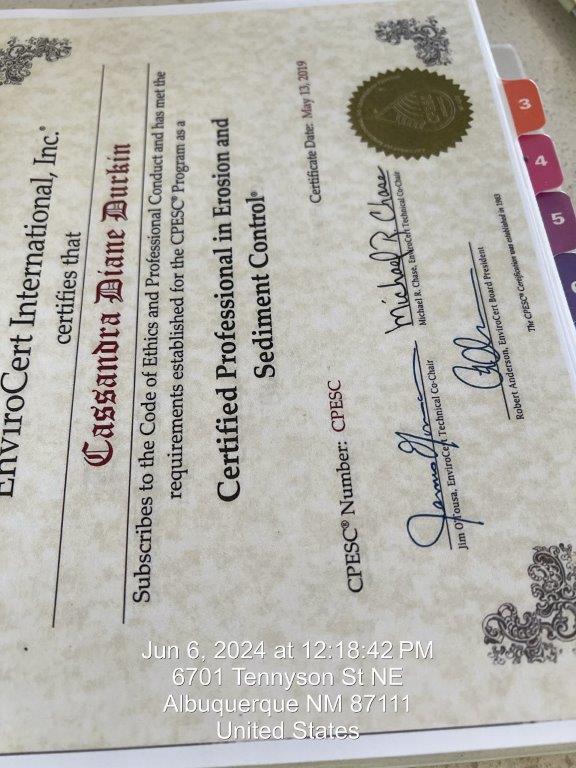 EnviroCert International, Inc.®
certifies that
Cassandra Diane Durkin
Subscribes to the Code of Ethics and Professional Conduct and has met the
requirements established for the CPESC® Program as a
Certified Professional in Erosion and
Sediment Control®
Certificate Date: May 13, 2019
CPESC® Number: CPESC
Michael R. Chase
Michael R. Chase, EnviroCert Technical Co-Chair
Jim O'Tousa, EnviroCert Technical Co-Chair
Robert Anderson, EnviroCert Board President
The CPESC® Certification was established in 1983
3
4
5
Jun 6, 2024 at 12:18:42 PM
6701 Tennyson St NE
Albuquerque NM 87111
United States